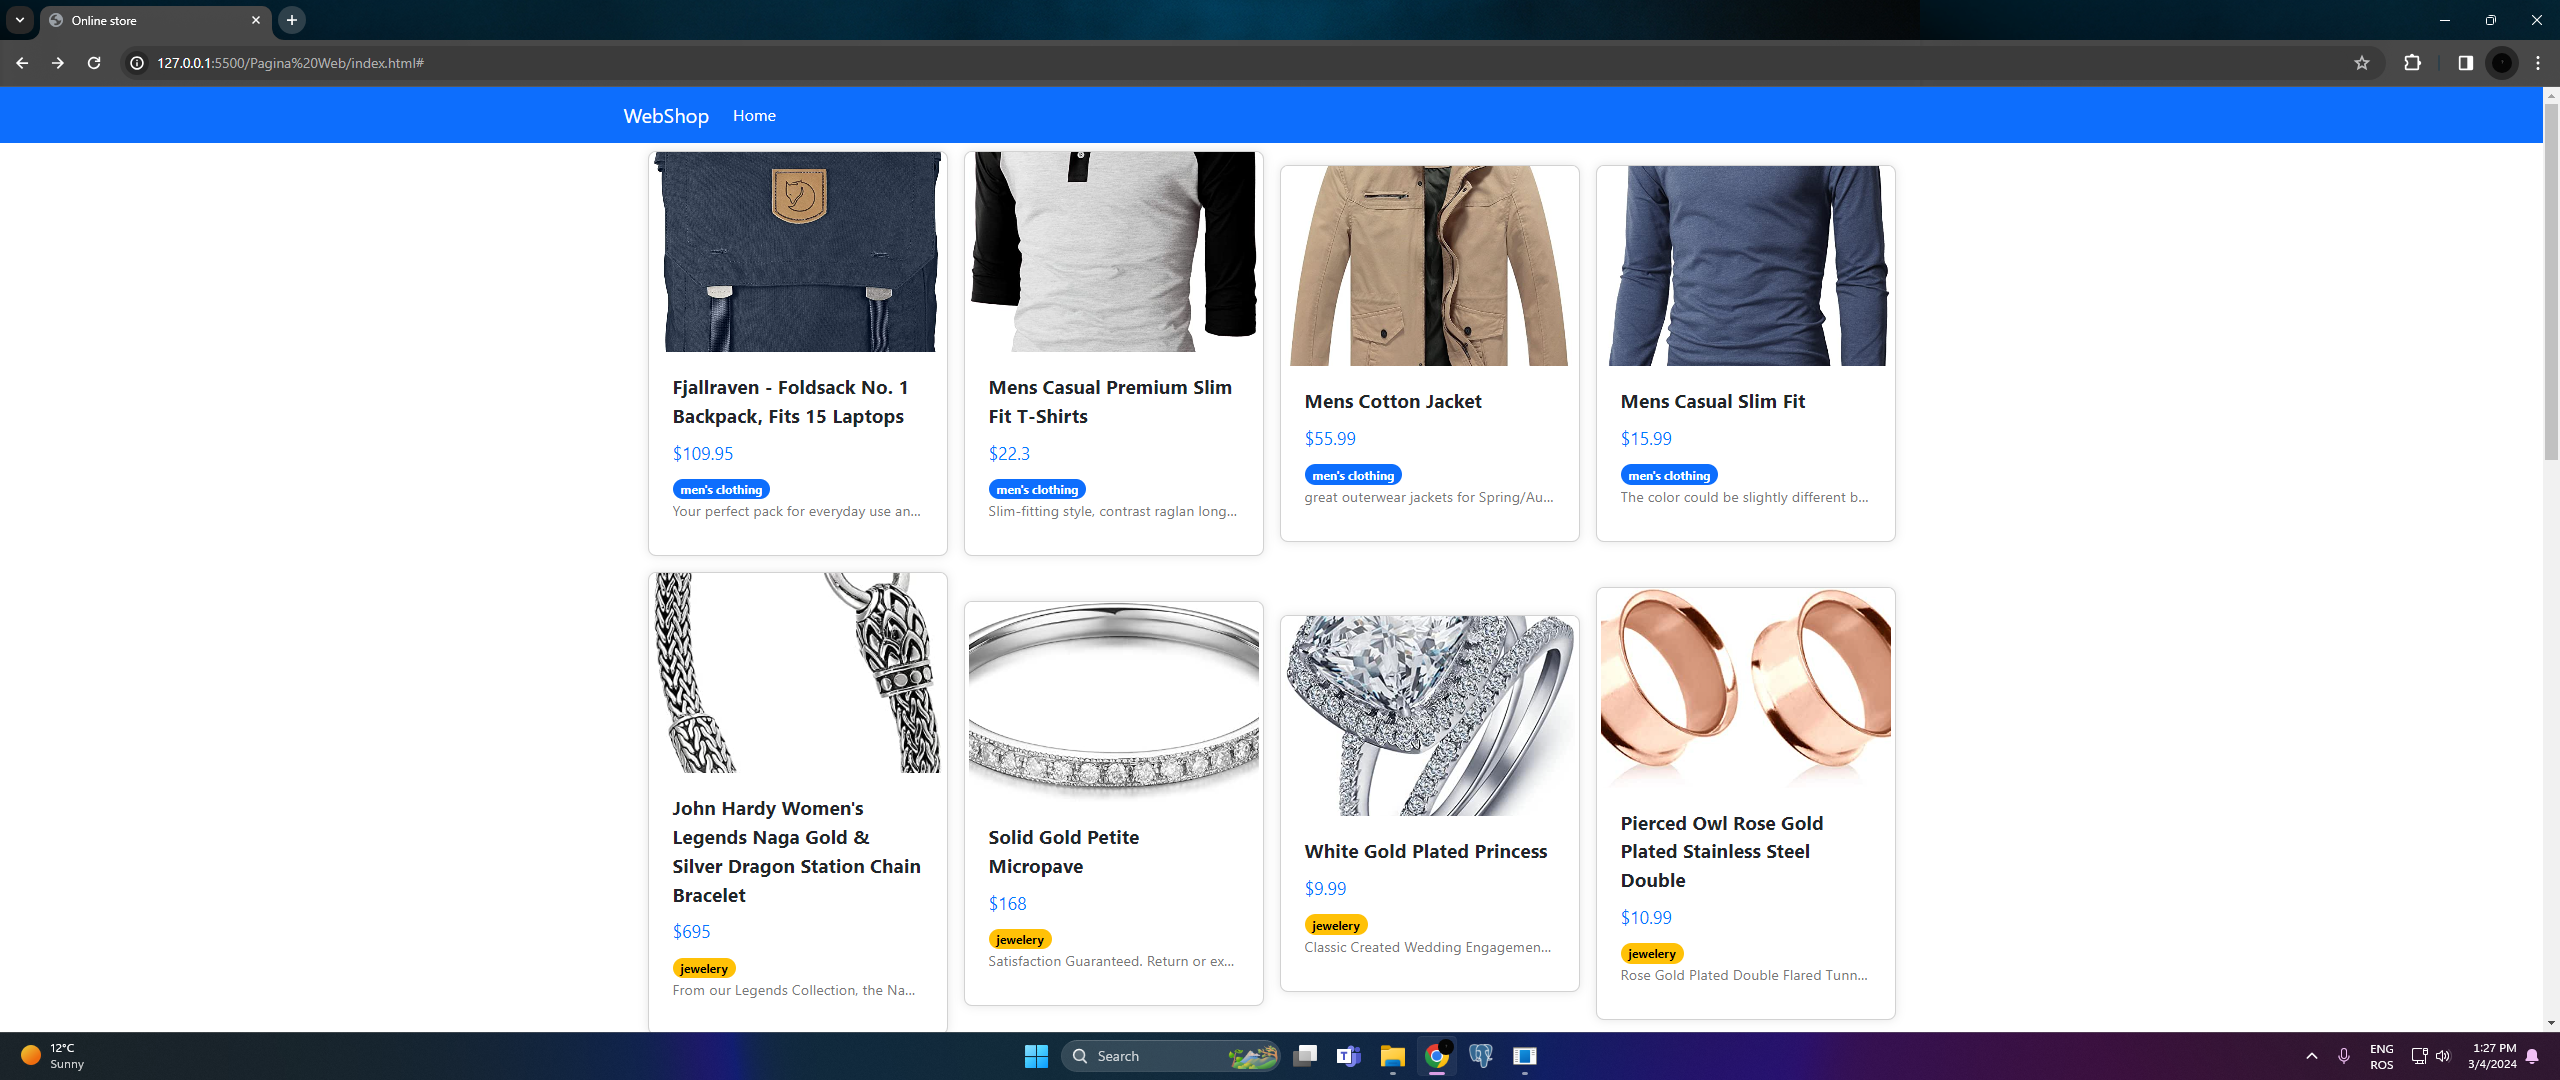 Online store
127.0.0.1:5500/Pagina%20Web/index.html#
WebShop
Home
Fjallraven - Foldsack No. 1
Backpack, Fits 15 Laptops
$109.95
men's clothing
Your perfect pack for everyday use an...
Mens Casual Premium Slim
Fit T-Shirts
$22.3
men's clothing
Slim-fitting style, contrast raglan long...
Mens Cotton Jacket
$55.99
men's clothing
great outerwear jackets for Spring/Au...
Mens Casual Slim Fit
$15.99
men's clothing
The color could be slightly different b...
John Hardy Women's
Legends Naga Gold &
Silver Dragon Station Chain
Bracelet
$695
jewelery
From our Legends Collection, the Na...
Solid Gold Petite
Micropave
$168
jewelery
Satisfaction Guaranteed. Return or ex...
White Gold Plated Princess
$9.99
jewelery
Classic Created Wedding Engagemen...
Pierced Owl Rose Gold
Plated Stainless Steel
Double
$10.99
jewelery
Rose Gold Plated Double Flared Tunn...
12°C
Sunny
Search
ENG
ROS
1:27 PM
3/4/2024